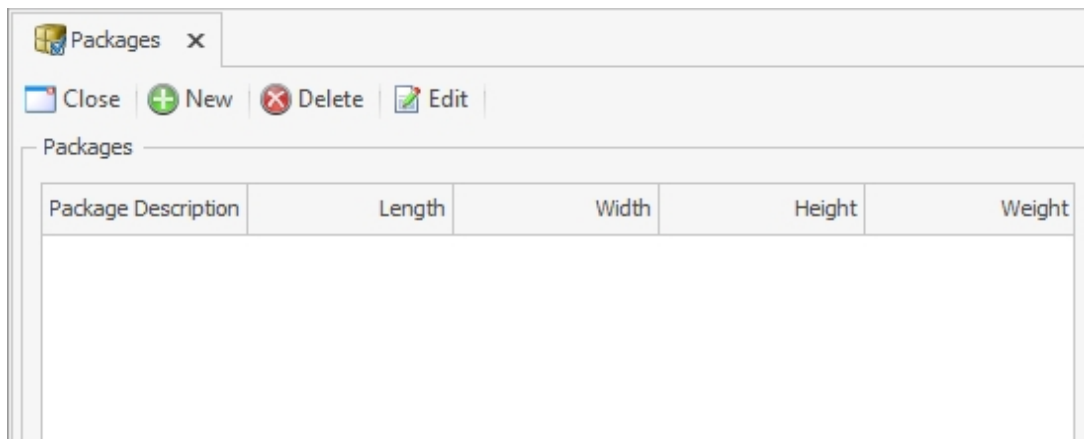 Packages
Close New Delete Edit
Packages
Package Description Length Width Height Weight